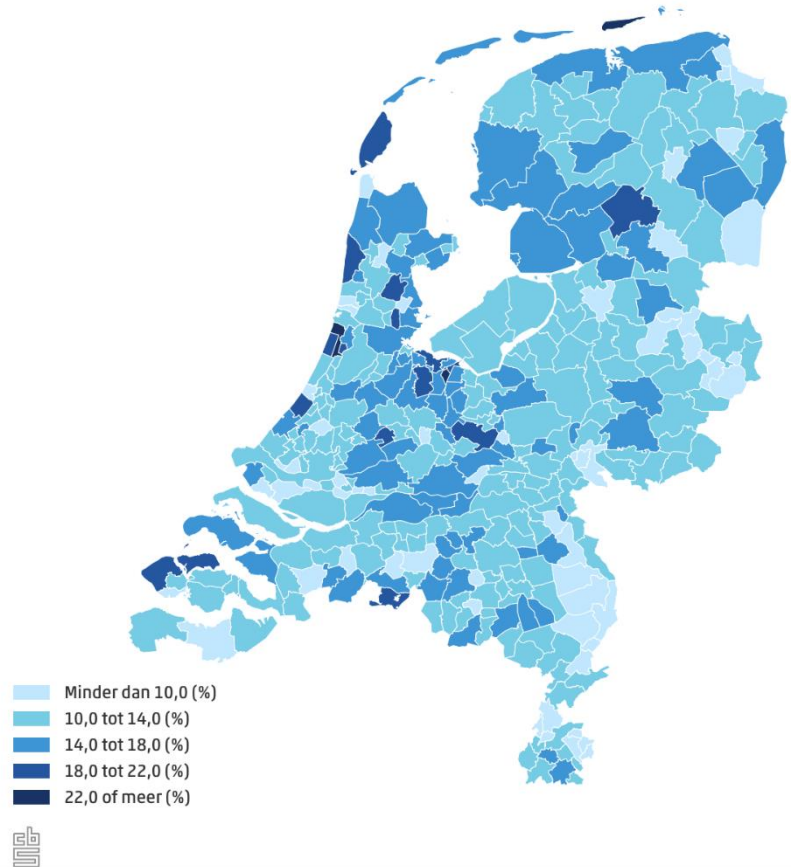 Minder dan 10,0 (%)
10,0 tot 14,0 (%)
14,0 tot 18,0 (%)
18,0 tot 22,0 (%)
22,0 of meer (%)
cbs